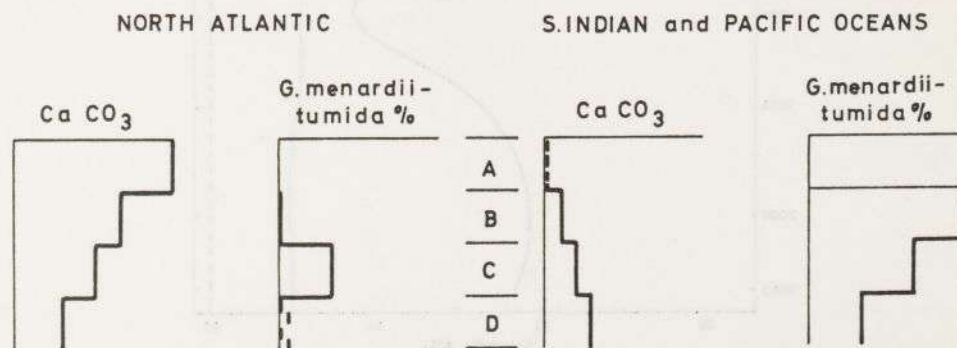 NORTH ATLANTIC
S.INDIAN and PACIFIC OCEANS
Ca CO3
G. menardii-
tumida %
Ca CO3
G. menardii-
tumida %
A
B
C
D